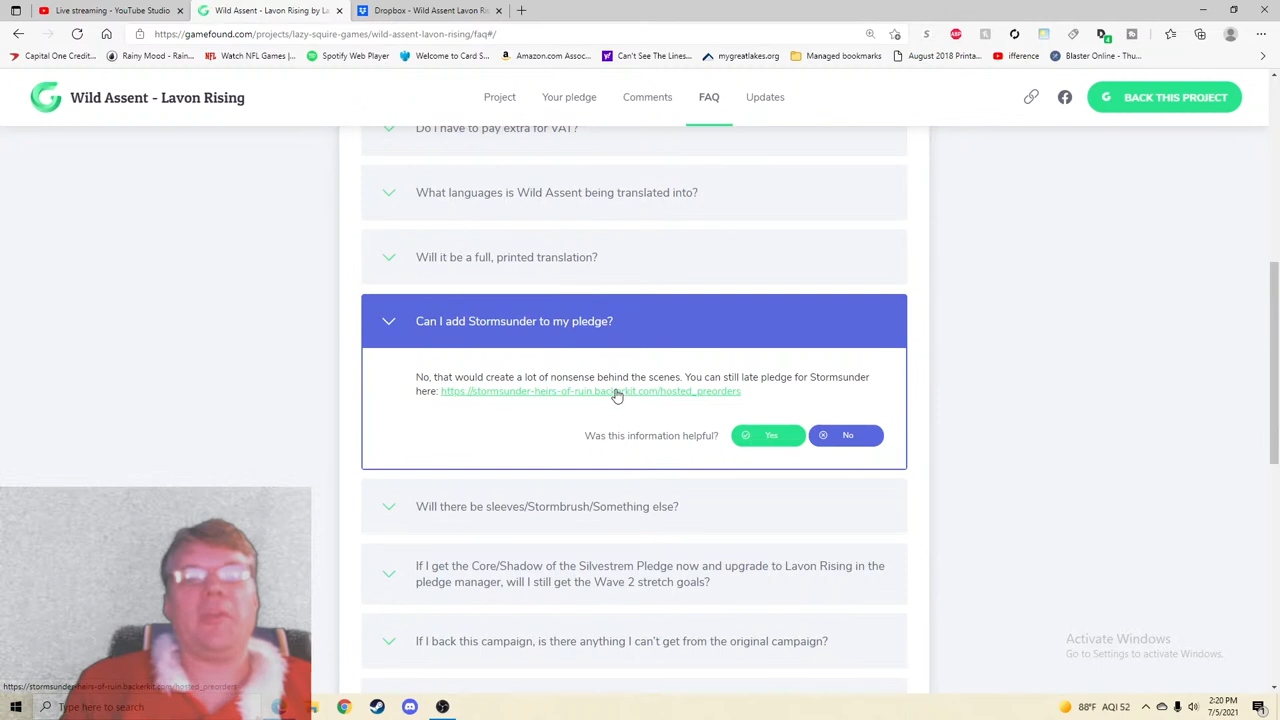 Live streaming - YouTube Studio
Wild Assent - Lavon Rising by L
Dropbox - Wild Assent Lavon R
https://gamefound.com/projects/lazy-squire-games/wild-assent-lavon-rising/faq#/
Capital One Credit...
Rainy Mood - Rain...
Watch NFL Games (...
Spotify Web Player
Welcome to Card S...
Amazon.com Assoc...
Can't See The Lines...
mygreatlakes.org
August 2018 Printa...
ifference
Blaster Online - Thu...
Managed bookmarks
Wild Assent - Lavon Rising
Project
Your pledge
Comments
FAQ
Updates
BACK THIS PROJECT
Do I have to pay extra for VAT?
What languages is Wild Assent being translated into?
Will it be a full, printed translation?
Can I add Stormsunder to my pledge?
No, that would create a lot of nonsense behind the scenes. You can still late pledge for Stormsunder
here: https://stormsunder-heirs-of-ruin.backerkit.com/hosted_preorders
Was this information helpful?
Yes
No
Will there be sleeves/Stormbrush/Something else?
If I get the Core/Shadow of the Silvestrem Pledge now and upgrade to Lavon Rising in the
pledge manager, will I still get the Wave 2 stretch goals?
If I back this campaign, is there anything I can't get from the original campaign?
Activate Windows
Go to Settings to activate Windows.
https://stormsunder-heirs-of-ruin.backerkit.com/hosted_preorders
Type here to search
88°F AQI 52
2:20 PM
7/5/2021